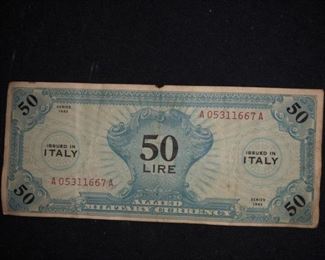 50 50
SERIES
1943
A 05311667 A
ISSUED IN
ITALY
50
LIRE
ISSUED IN
ITALY
A 05311667 A
SERIES
1943
ALLIED
MILITARY CURRENCY
50 50